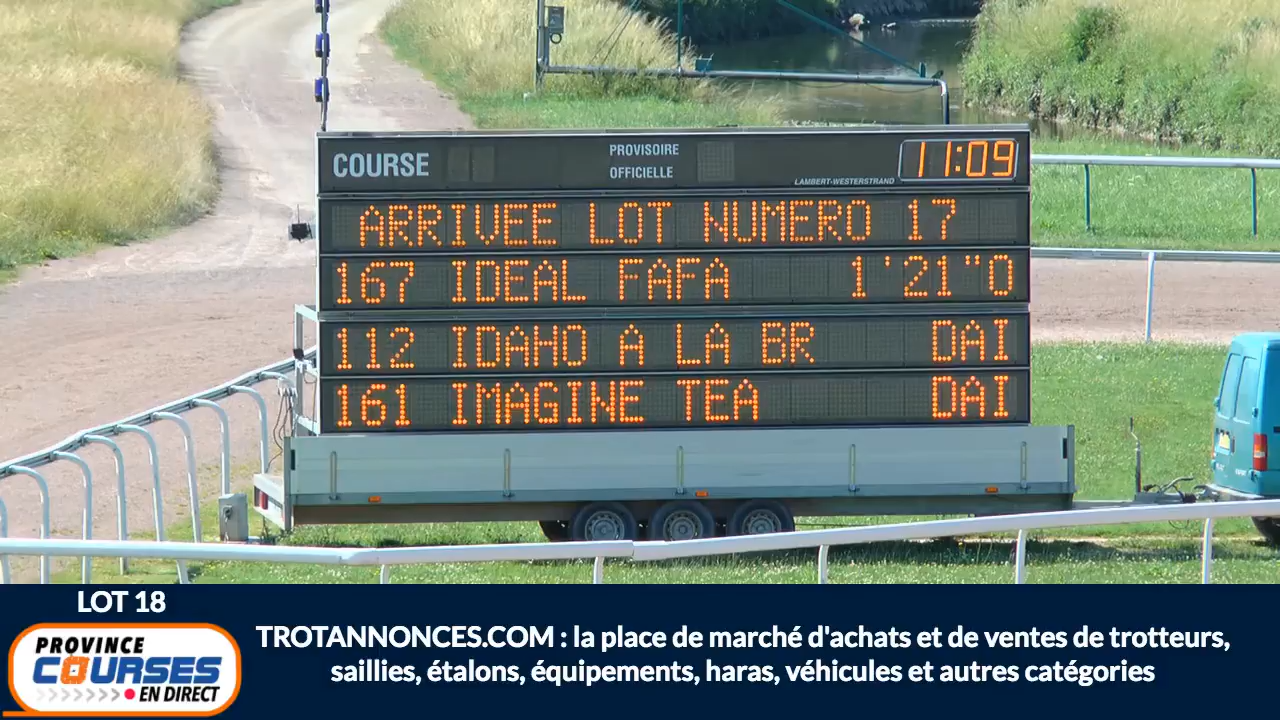 COURSE
PROVISOIRE
OFFICIELLE
LAMBERT-WESTERSTRAND
11:09
ARRIVEE LOT NUMERO 17
167 IDEAL FAFA 1'21"0
112 IDAHO A LA BR DAI
161 IMAGINE TEA DAI
LOT 18
PROVINCE
COURSES
EN DIRECT
TROTANNONCES.COM : la place de marché d'achats et de ventes de trotteurs,
saillies, étalons, équipements, haras, véhicules et autres catégories